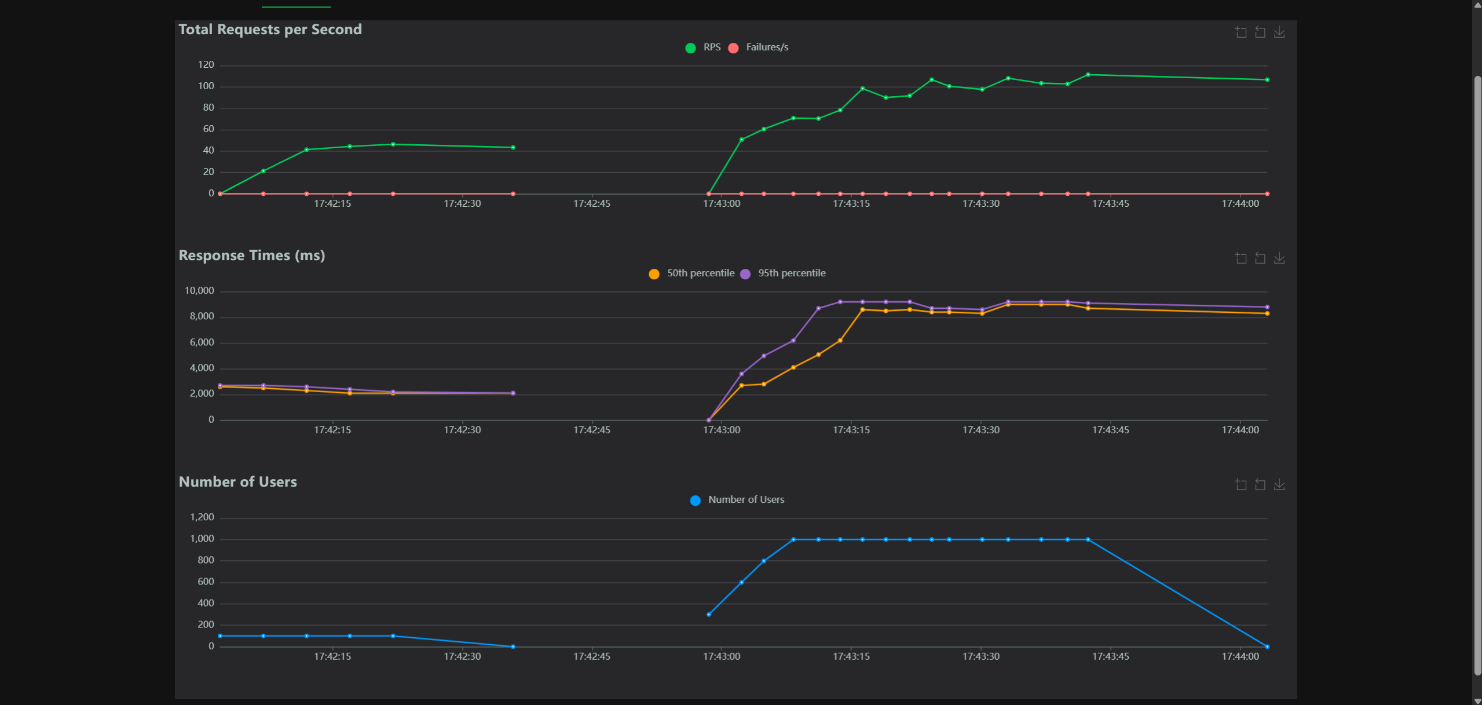 Total Requests per Second
RPS Failures/s
120
100
80
60
40
20
0
17:42:15 17:42:30 17:42:45 17:43:00 17:43:15 17:43:30 17:43:45 17:44:00
Response Times (ms)
50th percentile 95th percentile
10,000
8,000
6,000
4,000
2,000
0
17:42:15 17:42:30 17:42:45 17:43:00 17:43:15 17:43:30 17:43:45 17:44:00
Number of Users
Number of Users
1,200
1,000
800
600
400
200
0
17:42:15 17:42:30 17:42:45 17:43:00 17:43:15 17:43:30 17:43:45 17:44:00